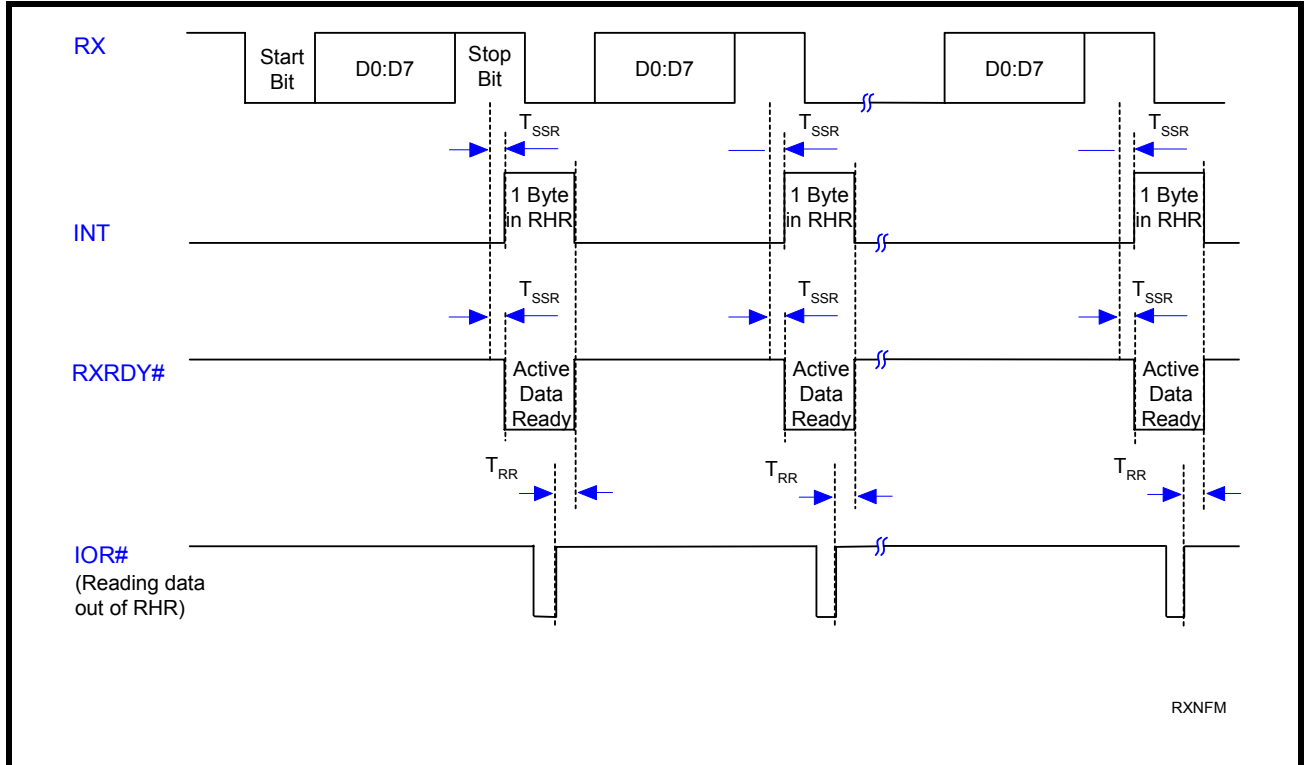 RX
Start
Bit
D0:D7
Stop
Bit
D0:D7
D0:D7
TSSR
TSSR
TSSR
INT
1 Byte
in RHR
1 Byte
in RHR
1 Byte
in RHR
TSSR
TSSR
TSSR
RXRDY#
Active
Data
Ready
Active
Data
Ready
Active
Data
Ready
TRR
TRR
TRR
IOR#
(Reading data
out of RHR)
RXNFM